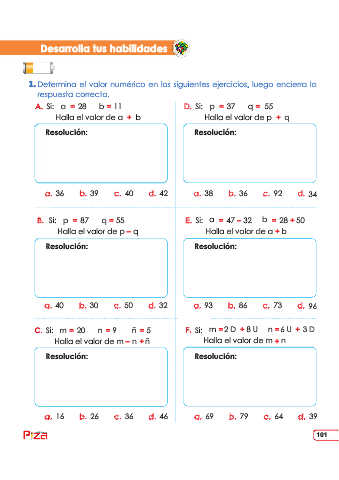 Desarrolla tus habilidades
1. Determina el valor numérico en los siguientes ejercicios, luego encierra la
respuesta correcta.
A. Si: a = 28 b = 11
Halla el valor de a + b
Resolución:
a. 36 b. 39 c. 40 d. 42
D. Si: p = 37 q = 55
Halla el valor de p + q
Resolución:
a. 38 b. 36 c. 92 d. 34
B. Si: p = 87 q = 55
Halla el valor de p - q
Resolución:
a. 40 b. 30 c. 50 d. 32
E. Si: a = 47 - 32 b = 28 + 50
Halla el valor de a + b
Resolución:
a. 93 b. 86 c. 73 d. 96
C. Si: m = 20 n = 9 ñ = 5
Halla el valor de m - n + ñ
Resolución:
a. 16 b. 26 c. 36 d. 46
F. Si: m = 2 D + 8 U n = 6 U + 3 D
Halla el valor de m + n
Resolución:
a. 69 b. 79 c. 64 d. 39
101